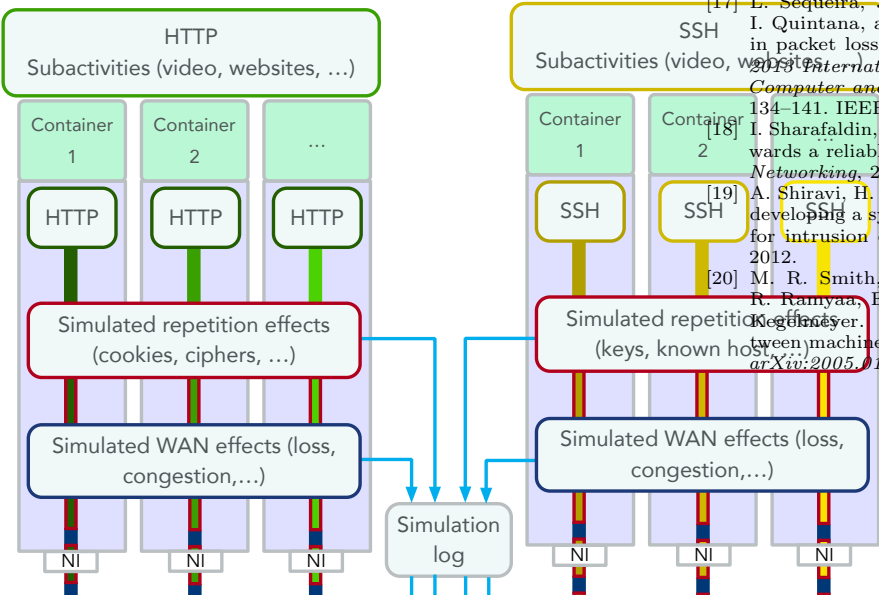 HTTP
Subactivities (video, websites, …)
Container
1
Container
2
…
HTTP
HTTP
HTTP
Simulated repetition effects
(cookies, ciphers, …)
Simulated WAN effects (loss,
congestion,…)
NI
NI
NI
Simulation
log
SSH
Subactivities (video, websites, …)
Container
1
Container
2
…
SSH
SSH
SSH
Simulated repetition effects
(keys, known host, …)
Simulated WAN effects (loss,
congestion,…)
NI
NI
NI
[17] L. Sequeira,
I. Quintana, a
in packet loss
2013 Internat
Computer and
134–141. IEEE
[18] I. Sharafaldin,
wards a reliabl
Networking, 2
[19] A. Shiravi, H.
developing a sy
for intrusion
2012.
[20] M. R. Smith,
R. Ramyaa, E
Kegelmeyer.
tween machine
arXiv:2005.01